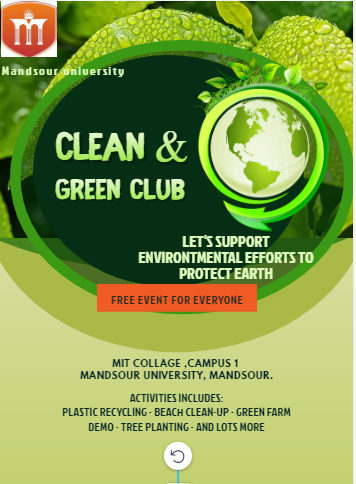 Mandsour university
CLEAN &
GREEN CLUB
LET'S SUPPORT
ENVIRONTMENTAL EFFORTS TO
PROTECT EARTH
FREE EVENT FOR EVERYONE
MIT COLLAGE ,CAMPUS 1
MANDSOUR UNIVERSITY, MANDSOUR.
ACTIVITIES INCLUDES:
PLASTIC RECYCLING - BEACH CLEAN-UP - GREEN FARM
DEMO - TREE PLANTING - AND LOTS MORE